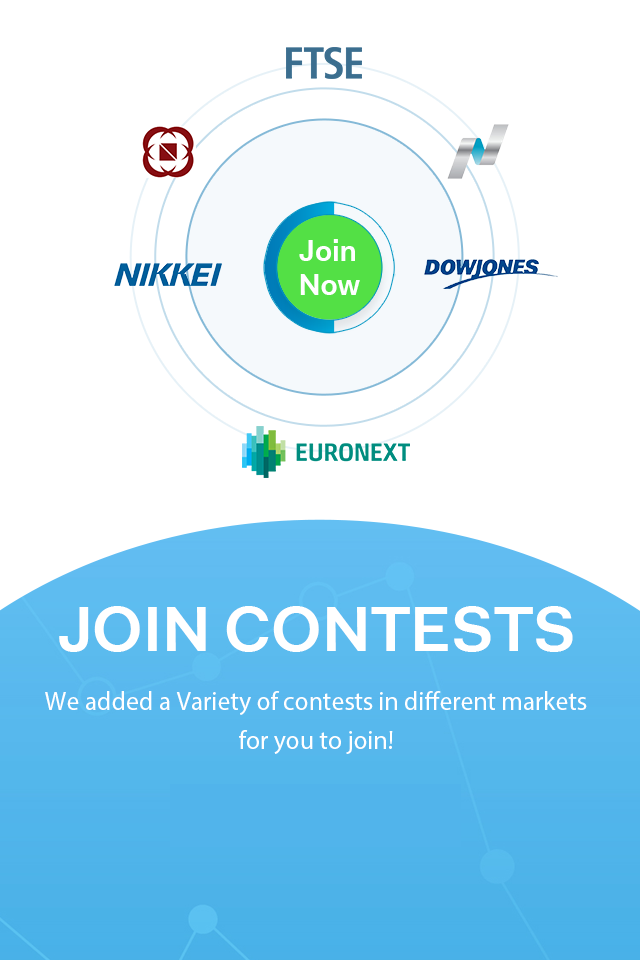 FTSE
NIKKEI
Join
Now
DOWJONES
EURONEXT
JOIN CONTESTS
We added a Variety of contests in different markets
for you to join!